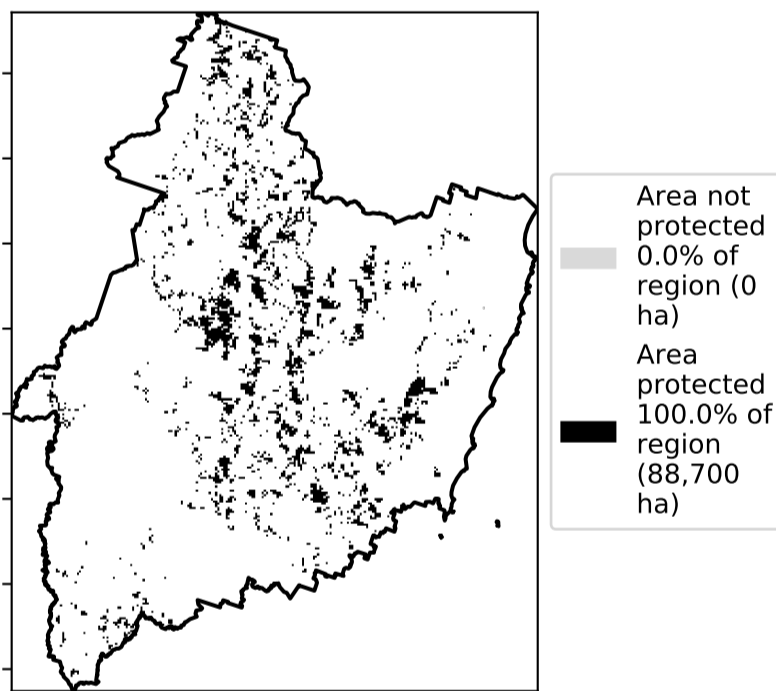 Area not
protected
0.0% of
region (0
ha)
Area
protected
100.0% of
region
(88,700
ha)